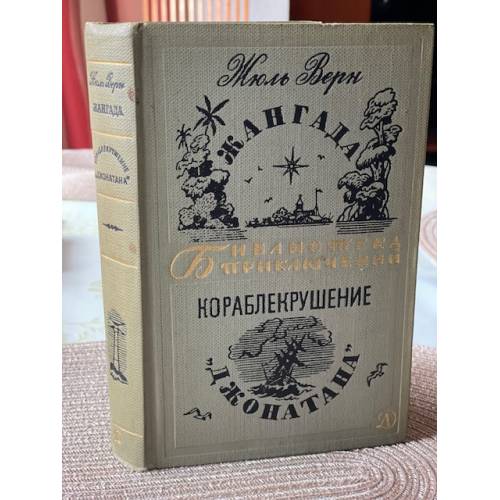 Жюль Верн
ЖАНГАДА
КОРАБЛЕКРУШЕНИЕ
„ДЖОНАТАНА"
Жюль Верн
ЖАНГАДА
БИБЛИОТЕКА
ПРИКЛЮЧЕНИЙ
КОРАБЛЕКРУШЕНИЕ
„ДЖОНАТАНА"
Д